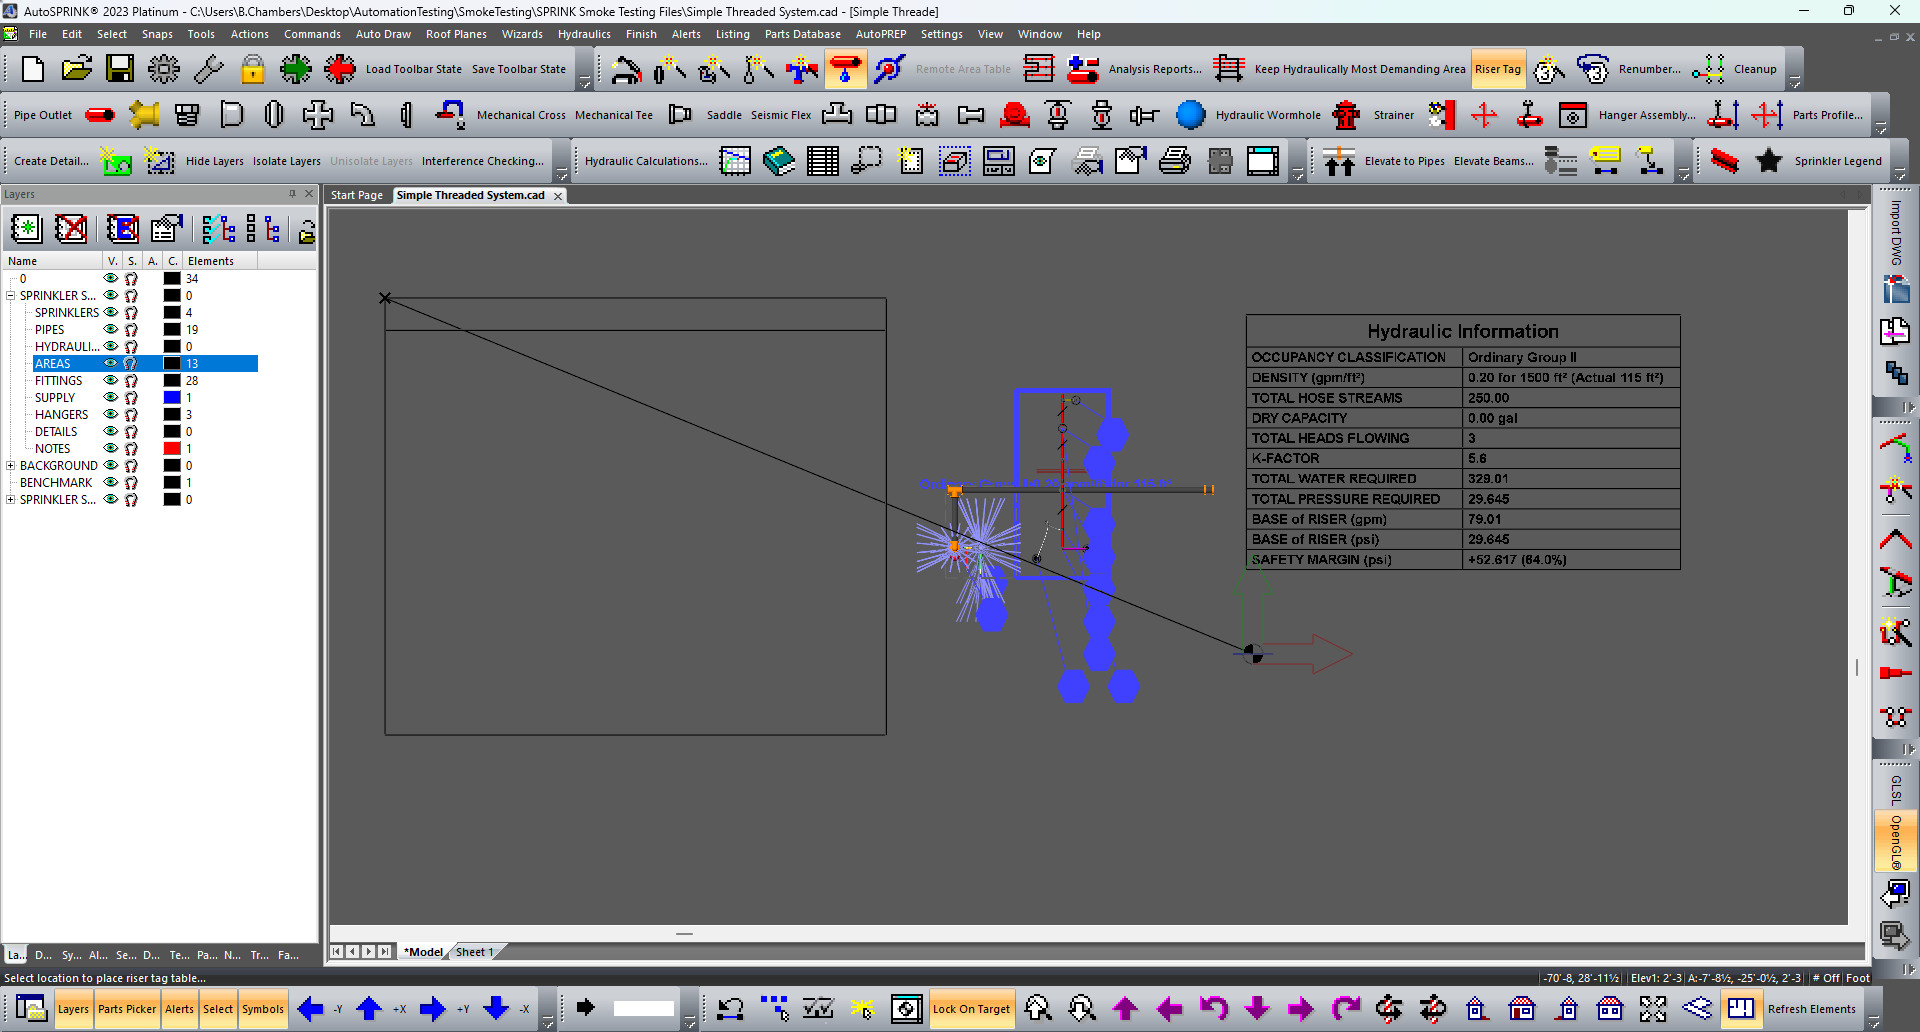 AutoSPRINK® 2023 Platinum - C:\Users\B.Chambers\Desktop\AutomationTesting\SmokeTesting\SPRINK Smoke Testing Files\Simple Threaded System.cad - [Simple Threade]
File Edit Select Snaps Tools Actions Commands Auto Draw Roof Planes Wizards Hydraulics Finish Alerts Listing Parts Database AutoPREP Settings View Window Help
Load Toolbar State Save Toolbar State Remote Area Table Analysis Reports... Keep Hydraulically Most Demanding Area Riser Tag Renumber... Cleanup
Pipe Outlet Mechanical Cross Mechanical Tee Saddle Seismic Flex Hydraulic Wormhole Strainer Hanger Assembly... Parts Profile...
Create Detail... Hide Layers Isolate Layers Unisolate Layers Interference Checking... Hydraulic Calculations... Elevate to Pipes Elevate Beams... Sprinkler Legend
Layers
Start Page Simple Threaded System.cad
Name V. S. A. C. Elements
0 34
SPRINKLER S... 0
SPRINKLERS 4
PIPES 19
HYDRAULI... 0
AREAS 13
FITTINGS 28
SUPPLY 1
HANGERS 3
DETAILS 0
NOTES 1
BACKGROUND 0
BENCHMARK 1
SPRINKLER S... 0
Hydraulic Information
OCCUPANCY CLASSIFICATION Ordinary Group II
DENSITY (gpm/ft²) 0.20 for 1500 ft² (Actual 115 ft²)
TOTAL HOSE STREAMS 250.00
DRY CAPACITY 0.00 gal
TOTAL HEADS FLOWING 3
K-FACTOR 5.6
TOTAL WATER REQUIRED 329.01
TOTAL PRESSURE REQUIRED 29.645
BASE of RISER (gpm) 79.01
BASE of RISER (psi) 29.645
SAFETY MARGIN (psi) +52.617 (64.0%)
Import DWG
GLSL
OpenGL®
La... D... Sy... Al... Se... D... Te... Pa... N... Tr... Fa...
*Model Sheet 1
Select location to place riser tag table... -70'-8, 28'-11½ Elev1: 2'-3 A:-7'-8½, -25'-0½, 2'-3 # Off Foot
Layers Parts Picker Alerts Select Symbols -Y +X +Y -X Lock On Target Refresh Elements